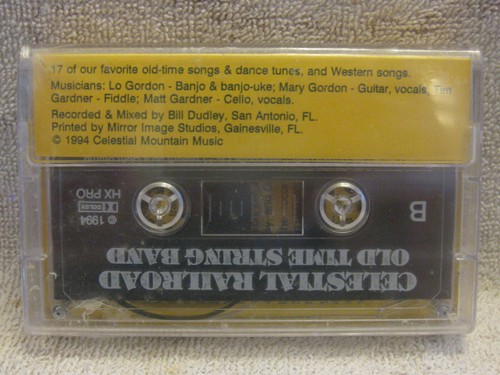 17 of our favorite old-time songs & dance tunes, and Western songs.
Musicians: Lo Gordon - Banjo & banjo-uke; Mary Gordon - Guitar, vocals, Tim
Gardner - Fiddle; Matt Gardner - Cello, vocals.
Recorded & Mixed by Bill Dudley, San Antonio, FL.
Printed by Mirror Image Studios, Gainesville, FL.
© 1994 Celestial Mountain Music
CELESTIAL RAILROAD
OLD TIME STRING BAND
B
© 1994
DOLBY
HX PRO